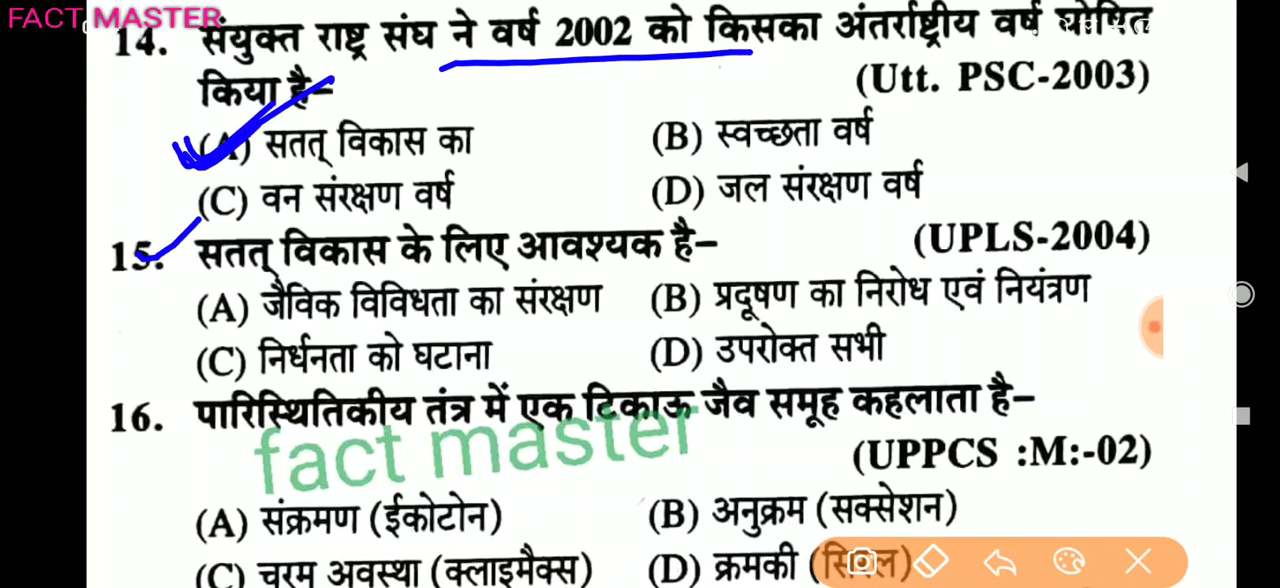 FACT MASTER
14. संयुक्त राष्ट्र संघ ने वर्ष 2002 को किसका अंतर्राष्ट्रीय वर्ष घोषित
किया है– (Utt. PSC-2003)
(A) सतत् विकास का (B) स्वच्छता वर्ष
(C) वन संरक्षण वर्ष (D) जल संरक्षण वर्ष
15. सतत् विकास के लिए आवश्यक है– (UPLS-2004)
(A) जैविक विविधता का संरक्षण (B) प्रदूषण का निरोध एवं नियंत्रण
(C) निर्धनता को घटाना (D) उपरोक्त सभी
16. पारिस्थितिकीय तंत्र में एक टिकाऊ जैव समूह कहलाता है–
fact master
(UPPCS :M:-02)
(A) संक्रमण (ईकोटोन) (B) अनुक्रम (सक्सेशन)
(C) चरम अवस्था (क्लाइमैक्स) (D) क्रमकी